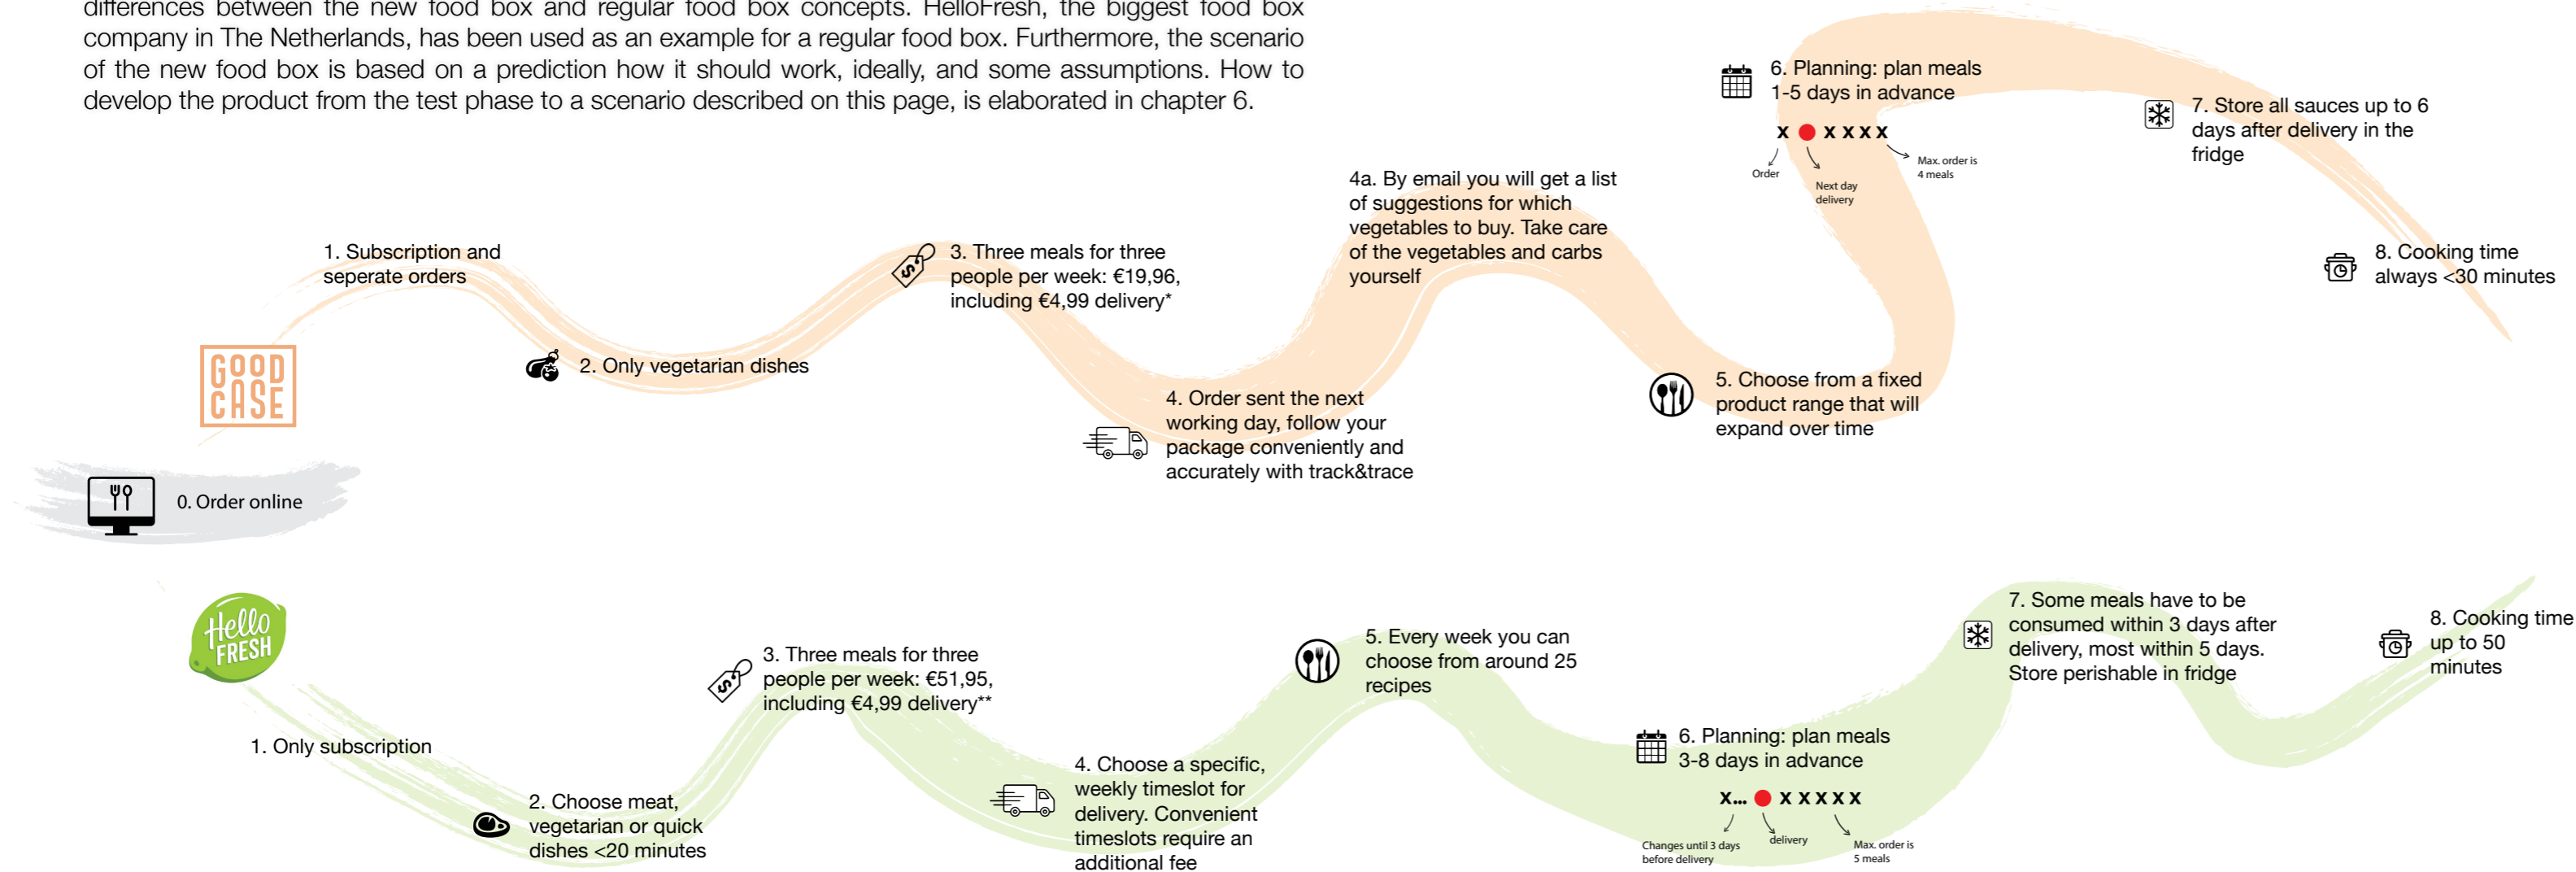 differences between the new food box and regular food box concepts. HelloFresh, the biggest food box
company in The Netherlands, has been used as an example for a regular food box. Furthermore, the scenario
of the new food box is based on a prediction how it should work, ideally, and some assumptions. How to
develop the product from the test phase to a scenario described on this page, is elaborated in chapter 6.
0. Order online
GOOD
CASE
1. Subscription and
seperate orders
2. Only vegetarian dishes
3. Three meals for three
people per week: €19,96,
including €4,99 delivery*
4. Order sent the next
working day, follow your
package conveniently and
accurately with track&trace
4a. By email you will get a list
of suggestions for which
vegetables to buy. Take care
of the vegetables and carbs
yourself
5. Choose from a fixed
product range that will
expand over time
6. Planning: plan meals
1-5 days in advance
x x x x x
Order
Next day
delivery
Max. order is
4 meals
7. Store all sauces up to 6
days after delivery in the
fridge
8. Cooking time
always <30 minutes
Hello
FRESH
1. Only subscription
2. Choose meat,
vegetarian or quick
dishes <20 minutes
3. Three meals for three
people per week: €51,95,
including €4,99 delivery**
4. Choose a specific,
weekly timeslot for
delivery. Convenient
timeslots require an
additional fee
5. Every week you can
choose from around 25
recipes
6. Planning: plan meals
3-8 days in advance
x... x x x x x
Changes until 3 days
before delivery
delivery
Max. order is
5 meals
7. Some meals have to be
consumed within 3 days after
delivery, most within 5 days.
Store perishable in fridge
8. Cooking time
up to 50
minutes